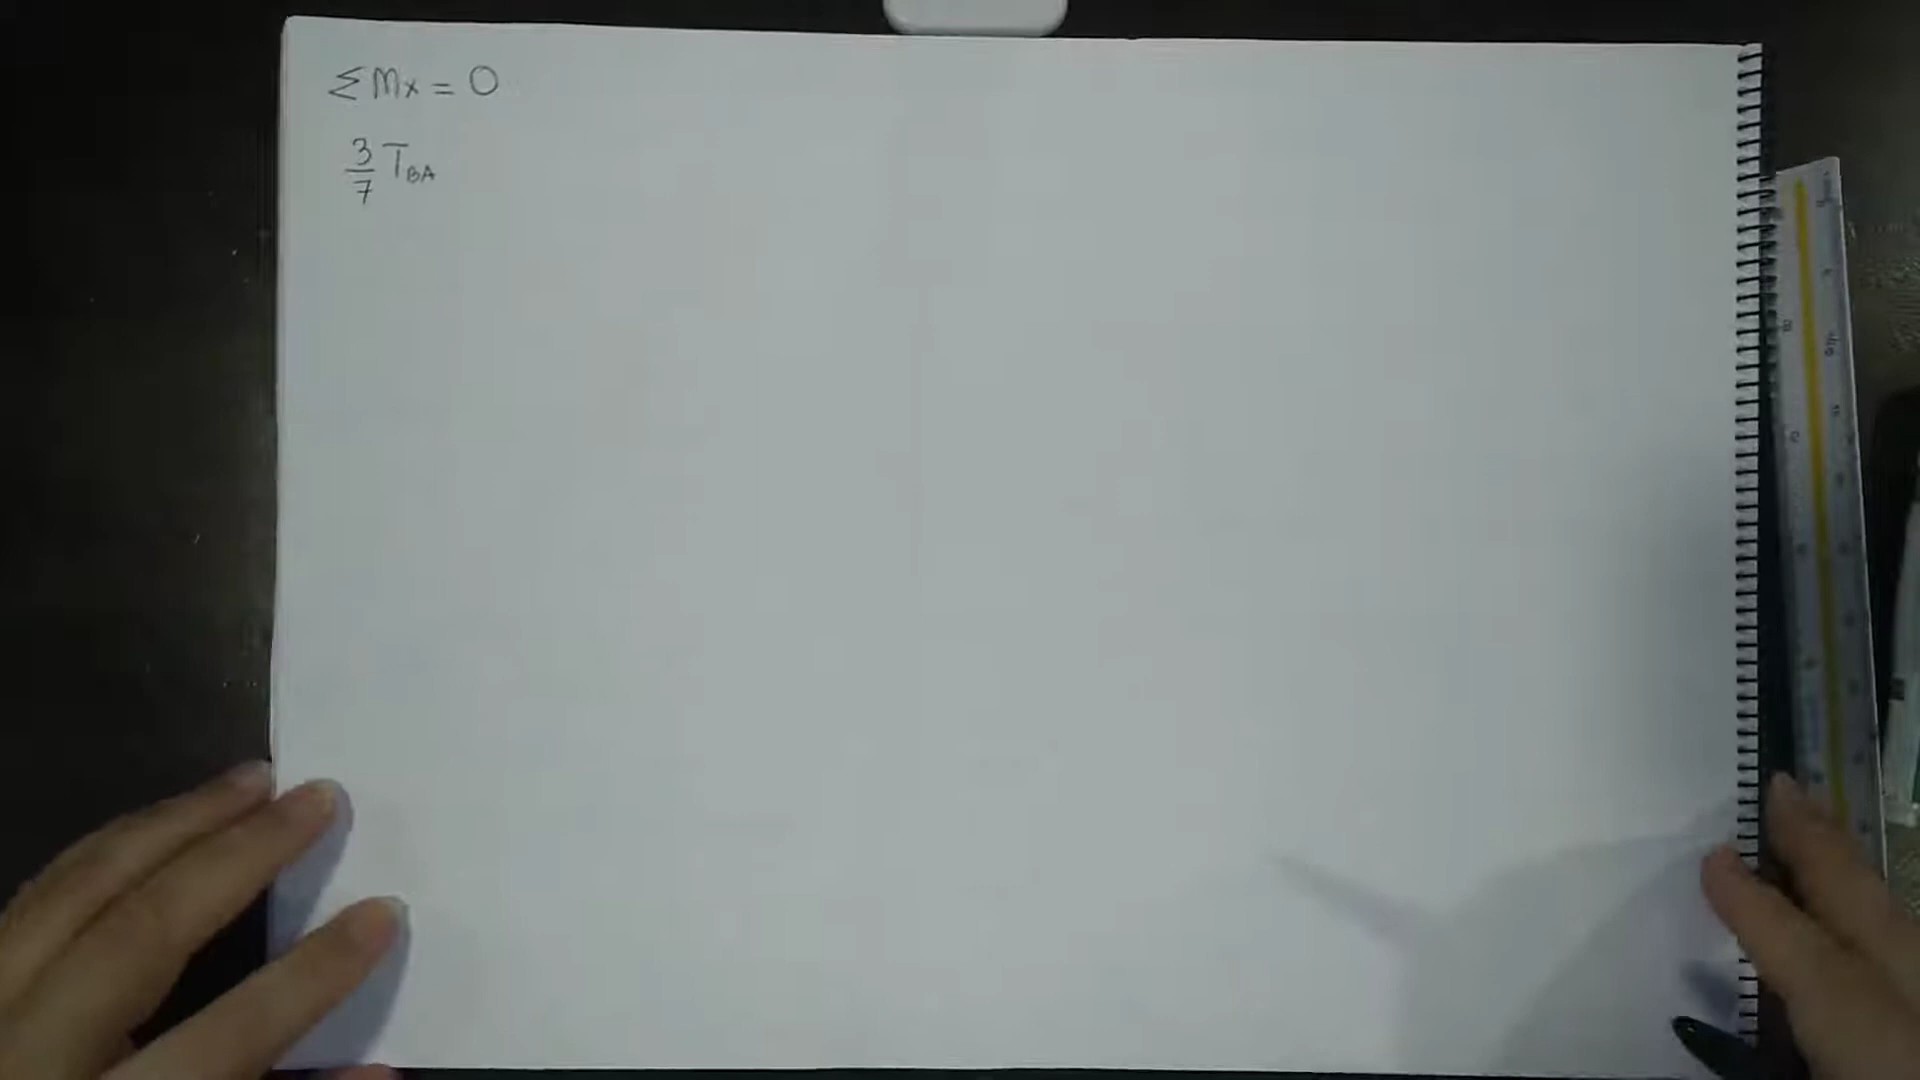 ΣMx = 0
3/7 T_BA